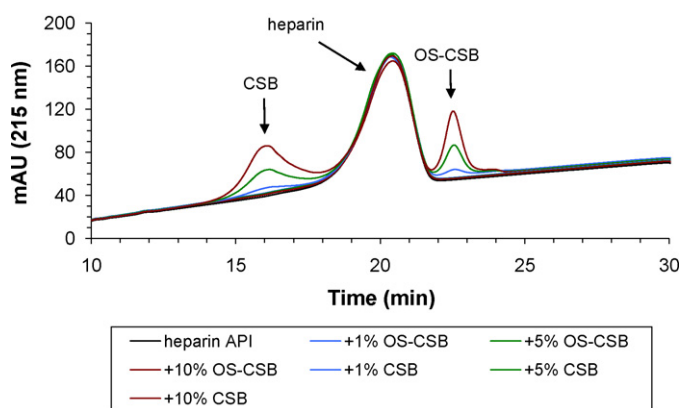 200
160
120
80
40
0
mAU (215 nm)
heparin
CSB
OS-CSB
10 15 20 25 30
Time (min)
heparin API +1% OS-CSB +5% OS-CSB
+10% OS-CSB +1% CSB +5% CSB
+10% CSB